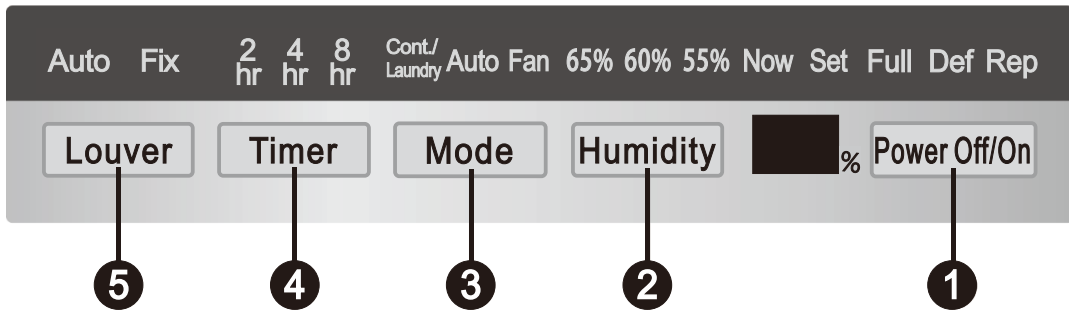 Auto Fix 2 hr 4 hr 8 hr Cont./ Laundry Auto Fan 65% 60% 55% Now Set Full Def Rep
Louver Timer Mode Humidity % Power Off/On
5 4 3 2 1